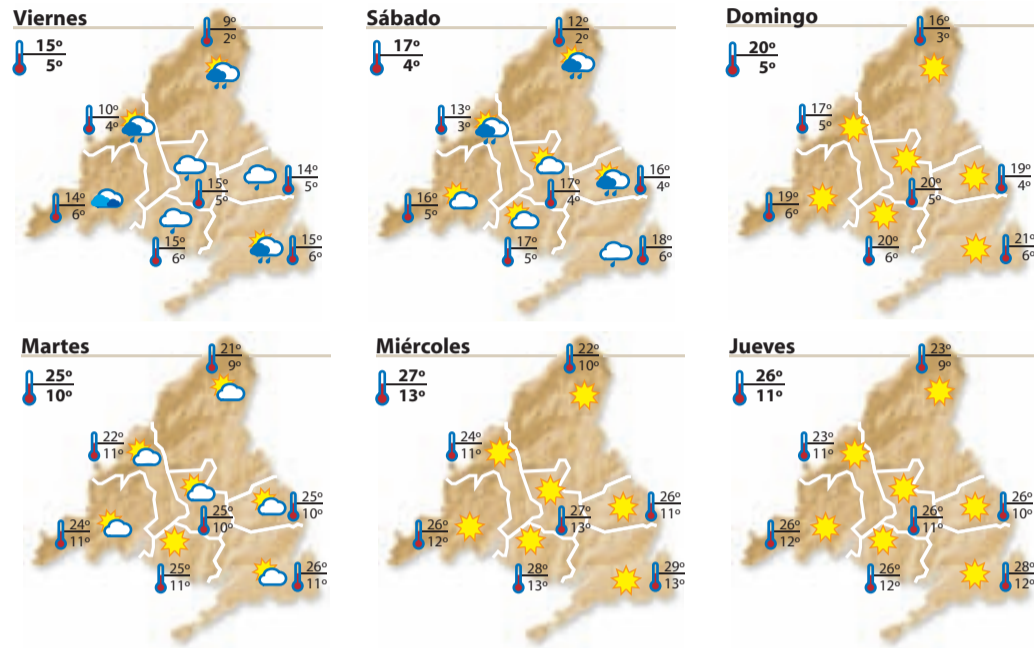 Viernes
15º
5º
9º
2º
10º
4º
14º
5º
15º
5º
14º
6º
15º
6º
15º
6º
Sábado
17º
4º
12º
2º
13º
3º
16º
4º
17º
4º
16º
5º
17º
5º
18º
6º
Domingo
20º
5º
16º
3º
17º
5º
19º
4º
20º
5º
19º
6º
20º
6º
21º
6º
Martes
25º
10º
21º
9º
22º
11º
25º
10º
25º
10º
24º
11º
25º
11º
26º
11º
Miércoles
27º
13º
22º
10º
24º
11º
26º
11º
27º
13º
26º
12º
28º
13º
29º
13º
Jueves
26º
11º
23º
9º
23º
11º
26º
10º
26º
11º
26º
12º
26º
12º
28º
12º